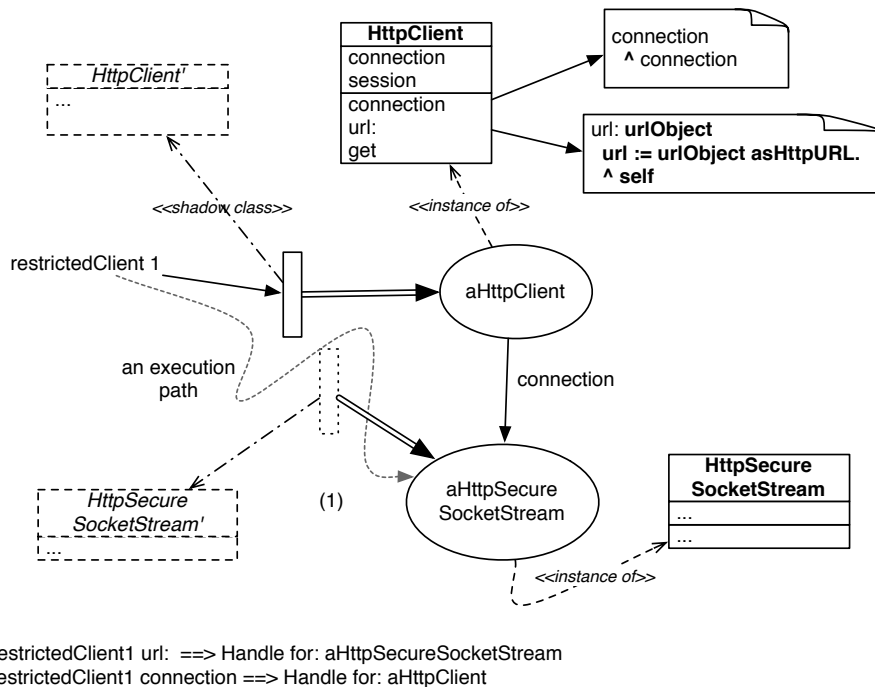 HttpClient
connection
session
connection
url:
get
connection
^ connection
url: urlObject
url := urlObject asHttpURL.
^ self
HttpClient'
...
<<shadow class>>
<<instance of>>
restrictedClient 1
aHttpClient
an execution
path
connection
HttpSecure
SocketStream'
...
(1)
aHttpSecure
SocketStream
HttpSecure
SocketStream
...
...
<<instance of>>
estrictedClient1 url: ==> Handle for: aHttpSecureSocketStream
estrictedClient1 connection ==> Handle for: aHttpClient